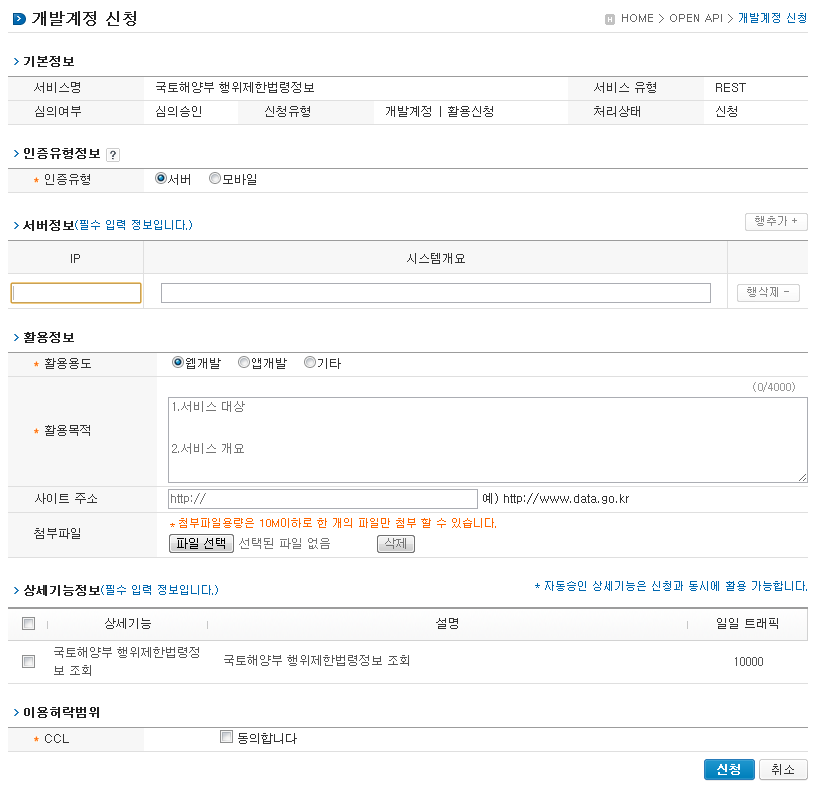 개발계정 신청
H HOME > OPEN API > 개발계정 신청
기본정보
서비스명 국토해양부 행위제한법령정보 서비스 유형 REST
심의여부 심의승인 신청유형 개발계정 | 활용신청 처리상태 신청
인증유형정보 ?
* 인증유형 서버 모바일
서버정보(필수 입력 정보입니다.) 행추가 +
IP 시스템개요
행삭제 -
활용정보
* 활용용도 웹개발 앱개발 기타
(0/4000)
* 활용목적
1.서비스 대상
2.서비스 개요
사이트 주소 http:// 예) http://www.data.go.kr
첨부파일
* 첨부파일용량은 10M이하로 한 개의 파일만 첨부 할 수 있습니다.
파일 선택 선택된 파일 없음 삭제
상세기능정보(필수 입력 정보입니다.) * 자동승인 상세기능은 신청과 동시에 활용 가능합니다.
상세기능 설명 일일 트래픽
국토해양부 행위제한법령정
보 조회
국토해양부 행위제한법령정보 조회 10000
이용허락범위
* CCL 동의합니다
신청 취소